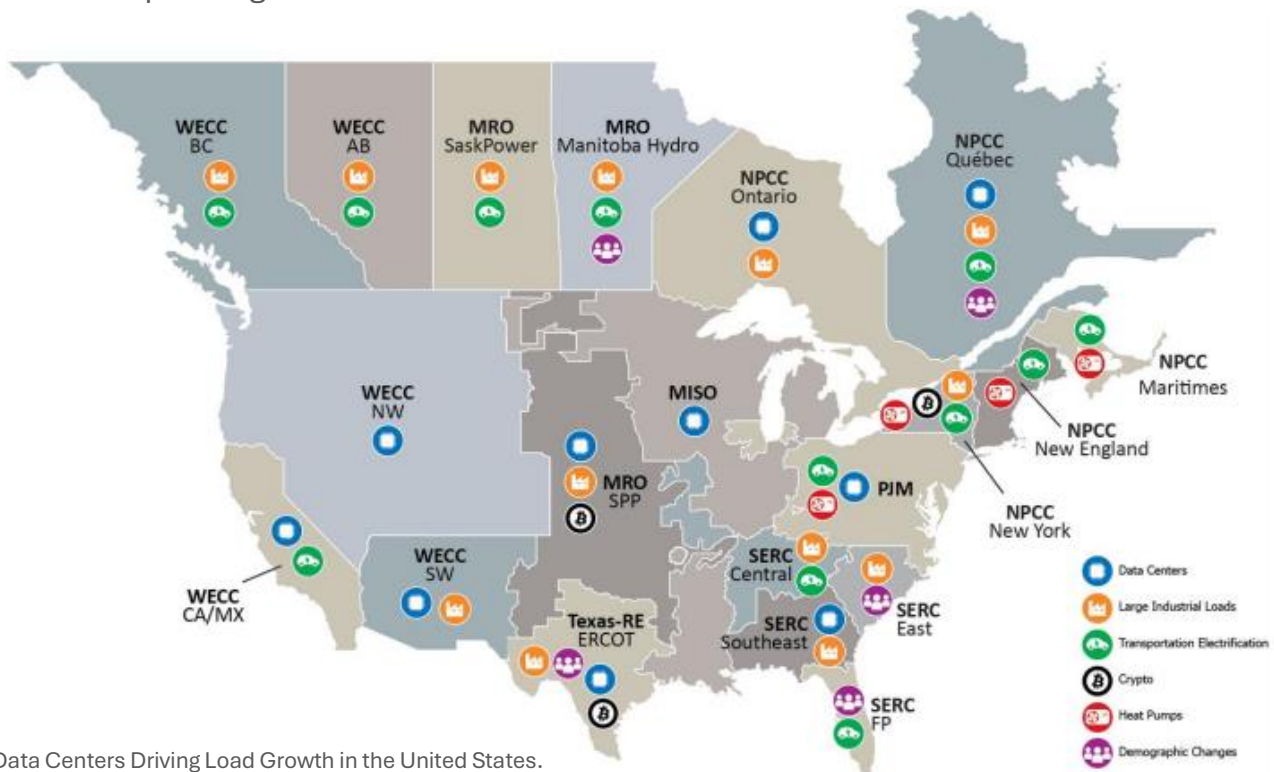 WECC
BC
WECC
AB
MRO
SaskPower
MRO
Manitoba Hydro
NPCC
Ontario
NPCC
Québec
NPCC
Maritimes
NPCC
New England
NPCC
New York
WECC
NW
MISO
MRO
SPP
PJM
WECC
CA/MX
WECC
SW
SERC
Central
SERC
East
SERC
Southeast
Texas-RE
ERCOT
SERC
FP
Data Centers
Large Industrial Loads
Transportation Electrification
Crypto
Heat Pumps
Demographic Changes
Data Centers Driving Load Growth in the United States.